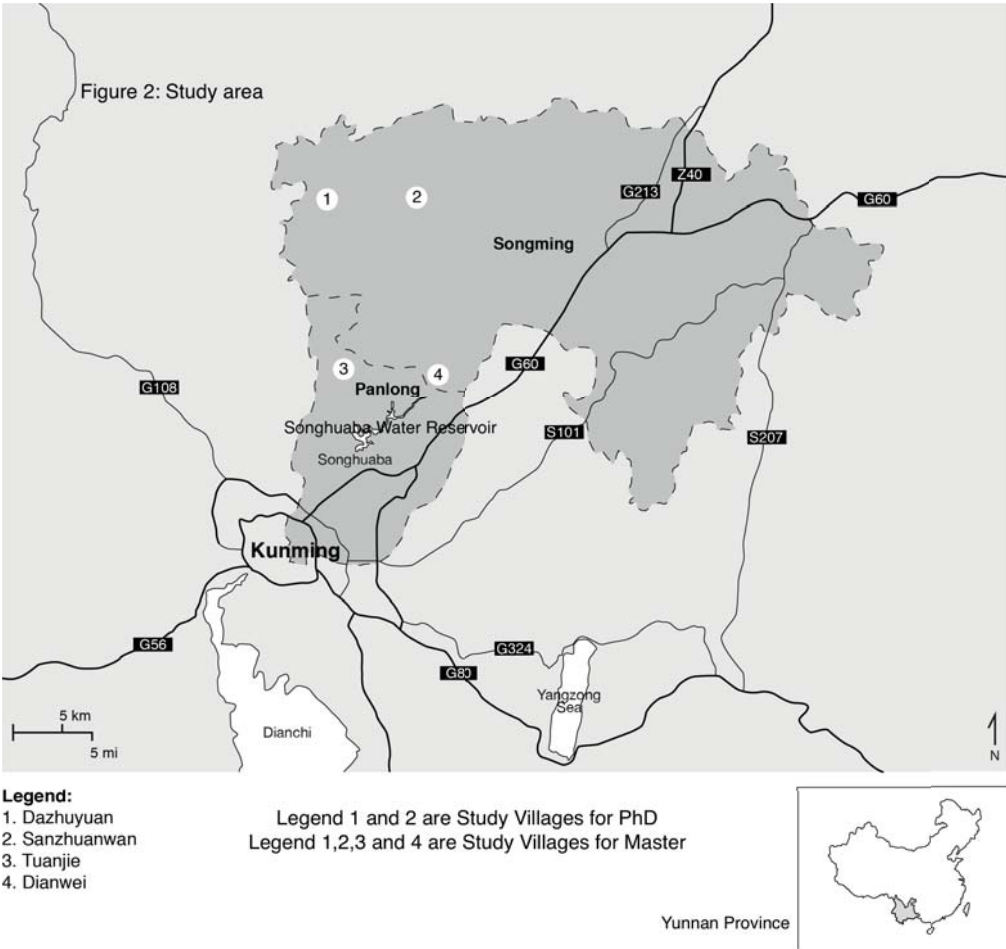 Figure 2: Study area
1
2
G213
Z40
G60
Songming
3
4
G60
Panlong
G108
Songhuaba Water Reservoir
S101
S207
Songhuaba
Kunming
G56
G324
G80
Yangzong
Sea
5 km
5 mi
Dianchi
N
Legend:
1. Dazhuyuan
2. Sanzhuanwan
3. Tuanjie
4. Dianwei
Legend 1 and 2 are Study Villages for PhD
Legend 1,2,3 and 4 are Study Villages for Master
Yunnan Province